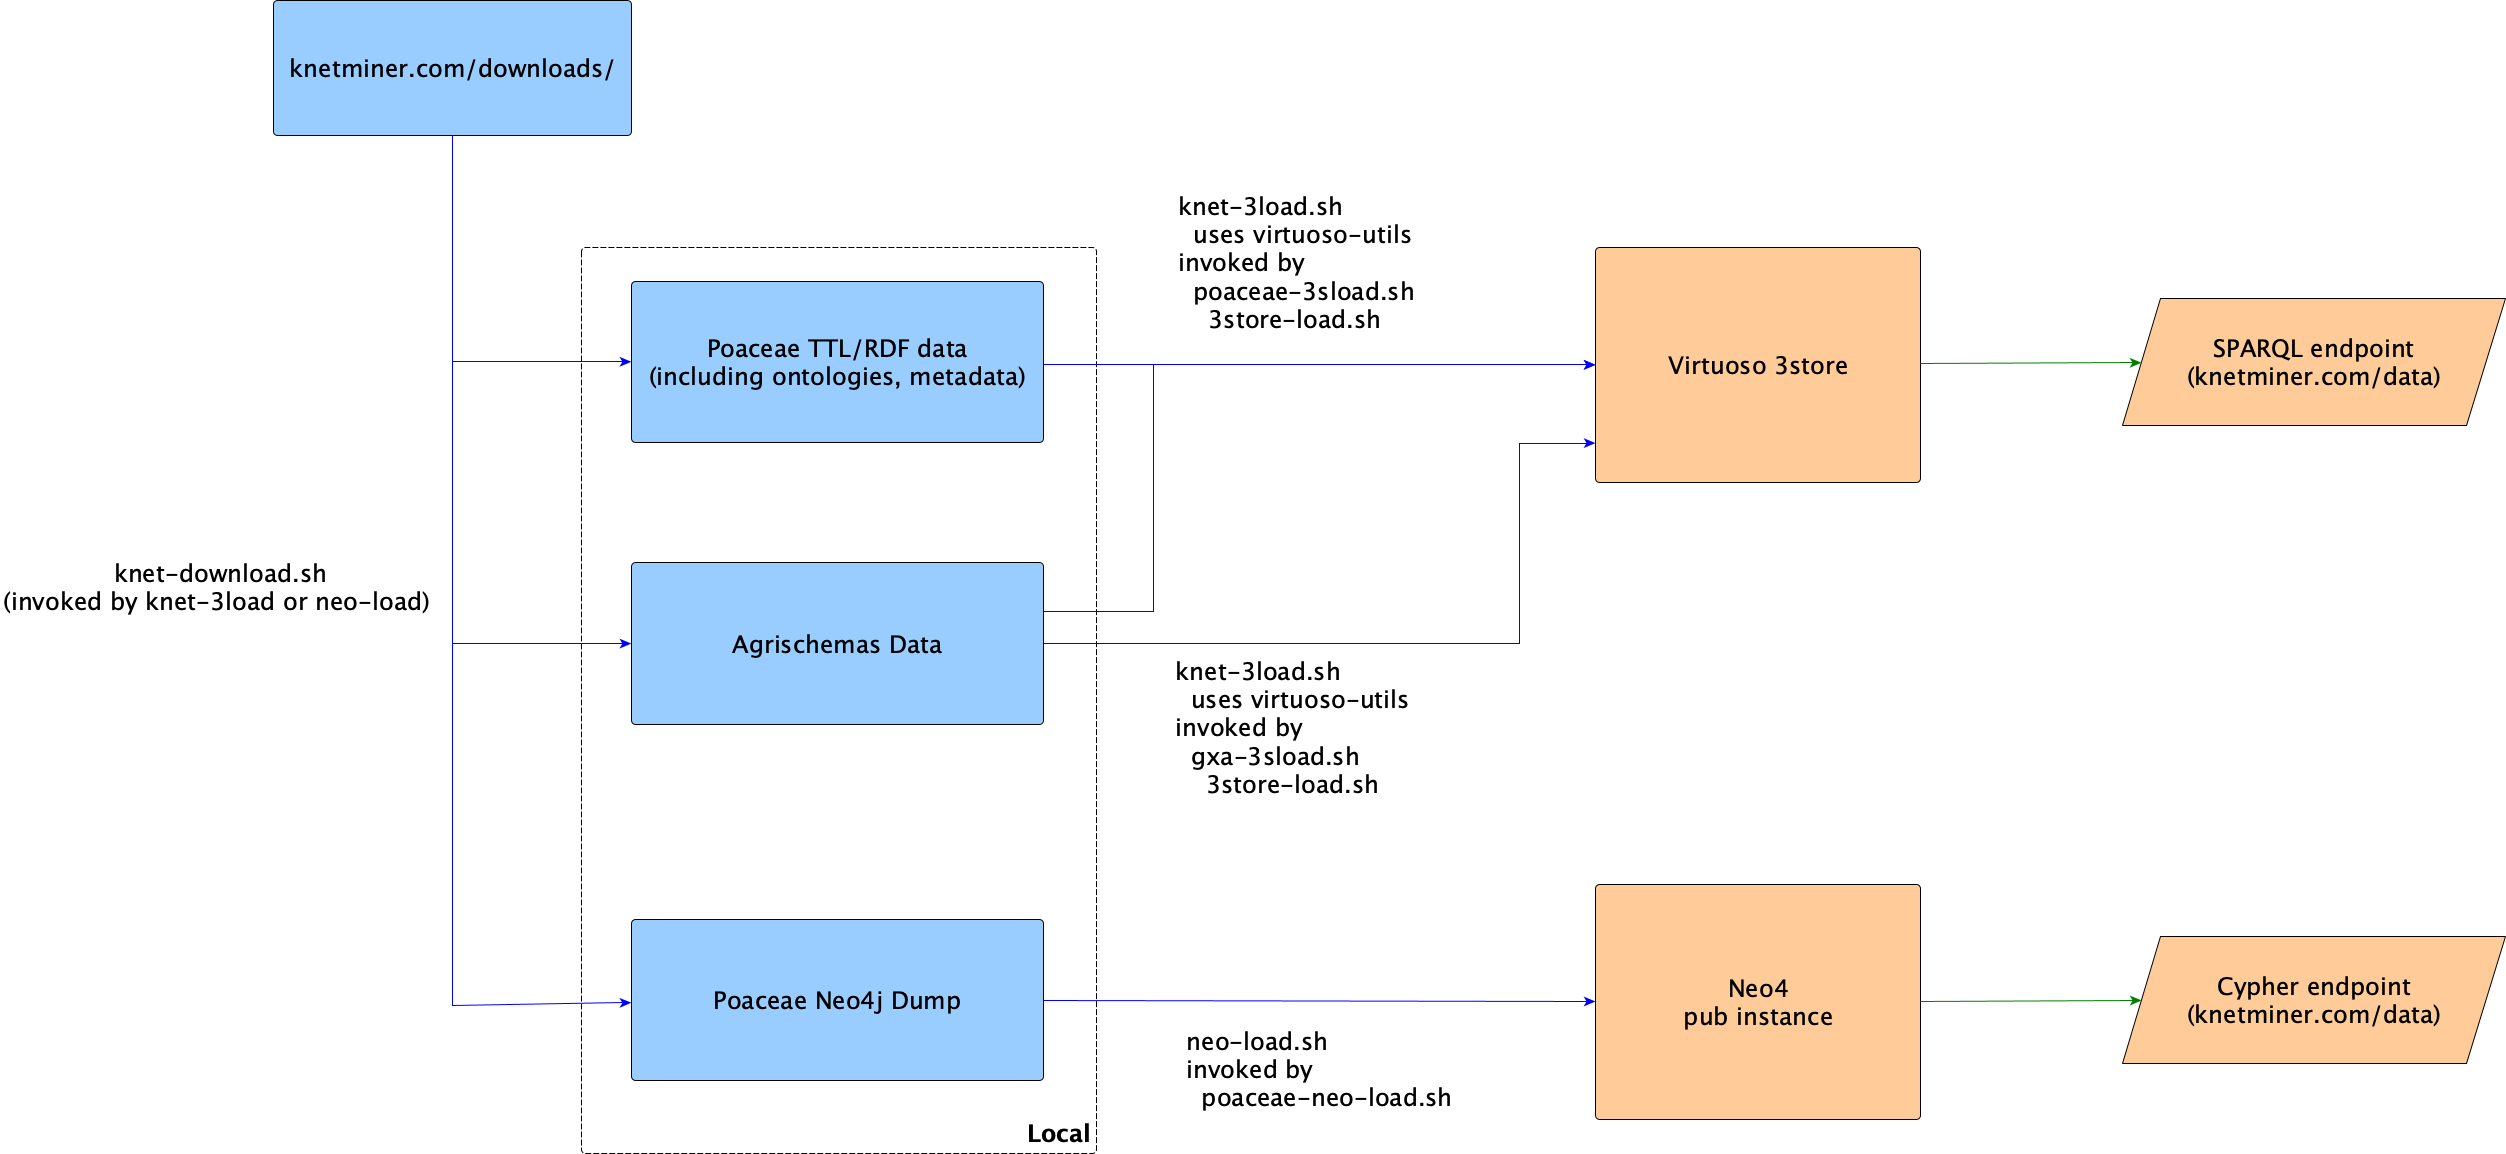 knetminer.com/downloads/
knet-3load.sh
uses virtuoso-utils
invoked by
poaceae-3sload.sh
3store-load.sh
Poaceae TTL/RDF data
(including ontologies, metadata)
Virtuoso 3store
SPARQL endpoint
(knetminer.com/data)
knet-download.sh
(invoked by knet-3load or neo-load)
Agrischemas Data
knet-3load.sh
uses virtuoso-utils
invoked by
gxa-3sload.sh
3store-load.sh
Poaceae Neo4j Dump
Neo4
pub instance
Cypher endpoint
(knetminer.com/data)
neo-load.sh
invoked by
poaceae-neo-load.sh
Local